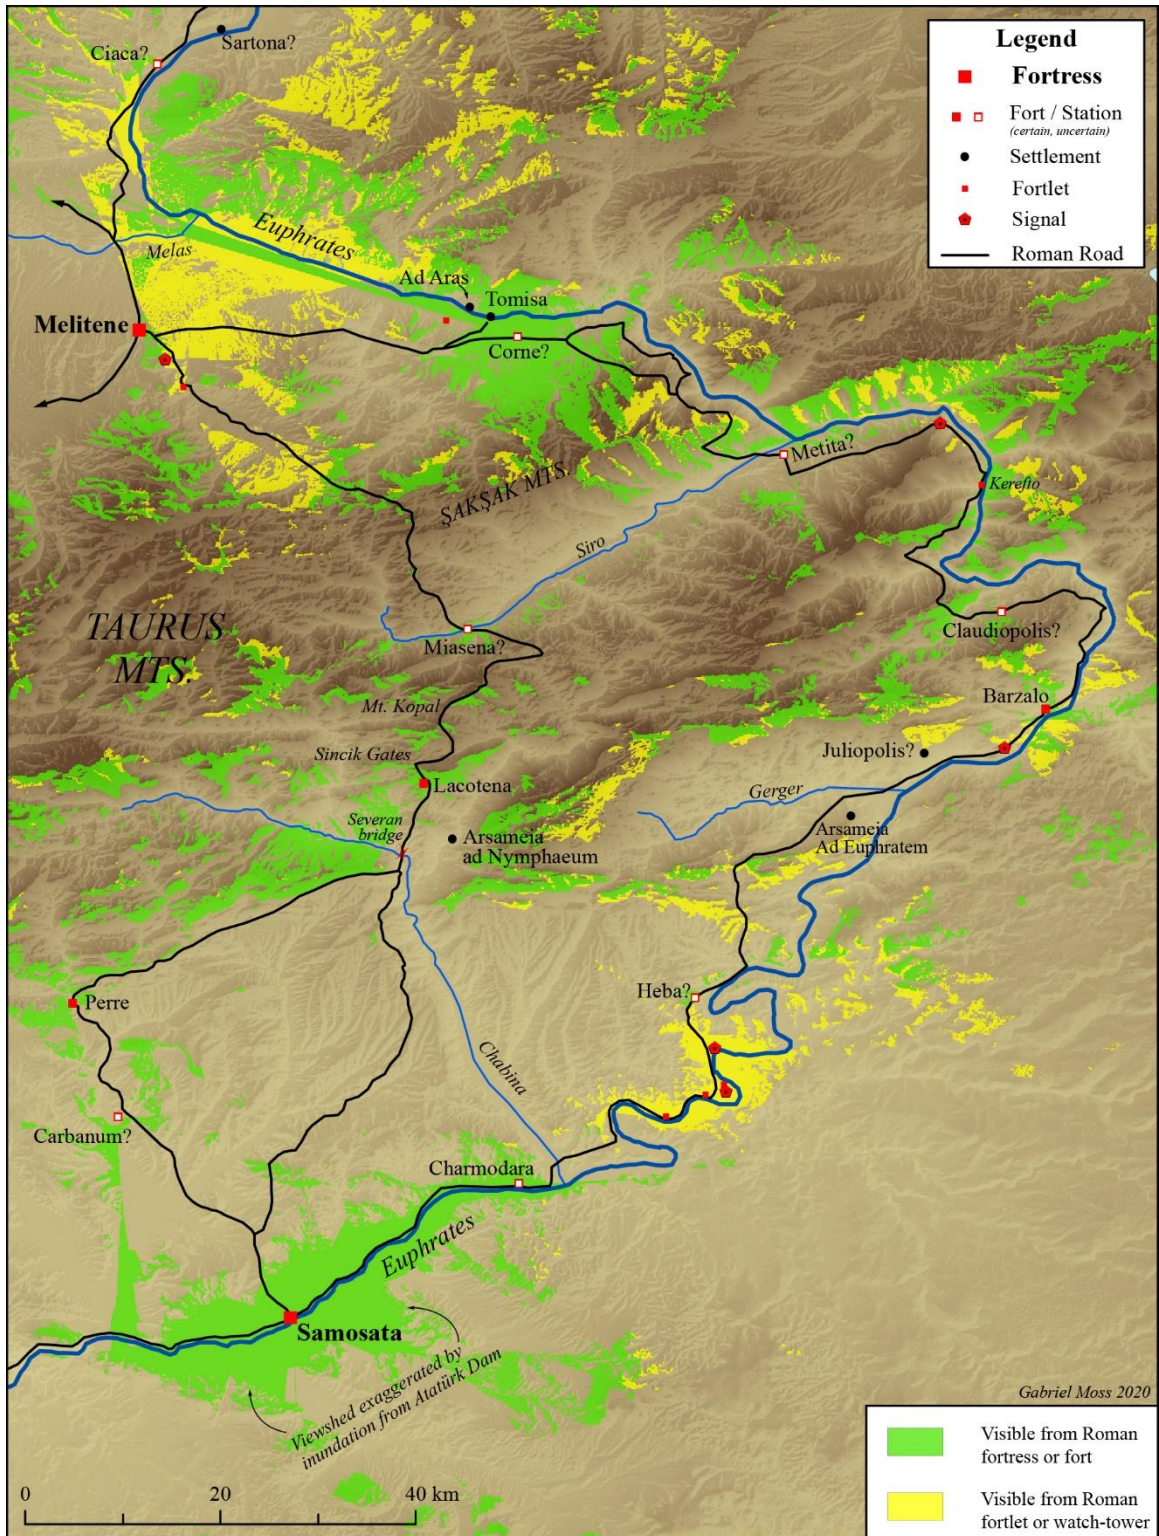 Sartona?
Ciaca?
Legend
Fortress
Fort / Station
(certain, uncertain)
Settlement
Fortlet
Signal
Roman Road
Euphrates
Melas
Ad Aras
Tomisa
Melitene
Corne?
Metita?
ŞAKŞAK MTS.
Kerefto
Siro
TAURUS
MTS.
Miasena?
Claudiopolis?
Mt. Kopal
Barzalo
Sincik Gates
Juliopolis?
Lacotena
Gerger
Severan
bridge
Arsameia
ad Nymphaeum
Arsameia
Ad Euphratem
Perre
Heba?
Chabina
Carbanum?
Charmodara
Euphrates
Samosata
Viewshed exaggerated by
inundation from Atatürk Dam
Gabriel Moss 2020
Visible from Roman
fortress or fort
Visible from Roman
fortlet or watch-tower
0 20 40 km